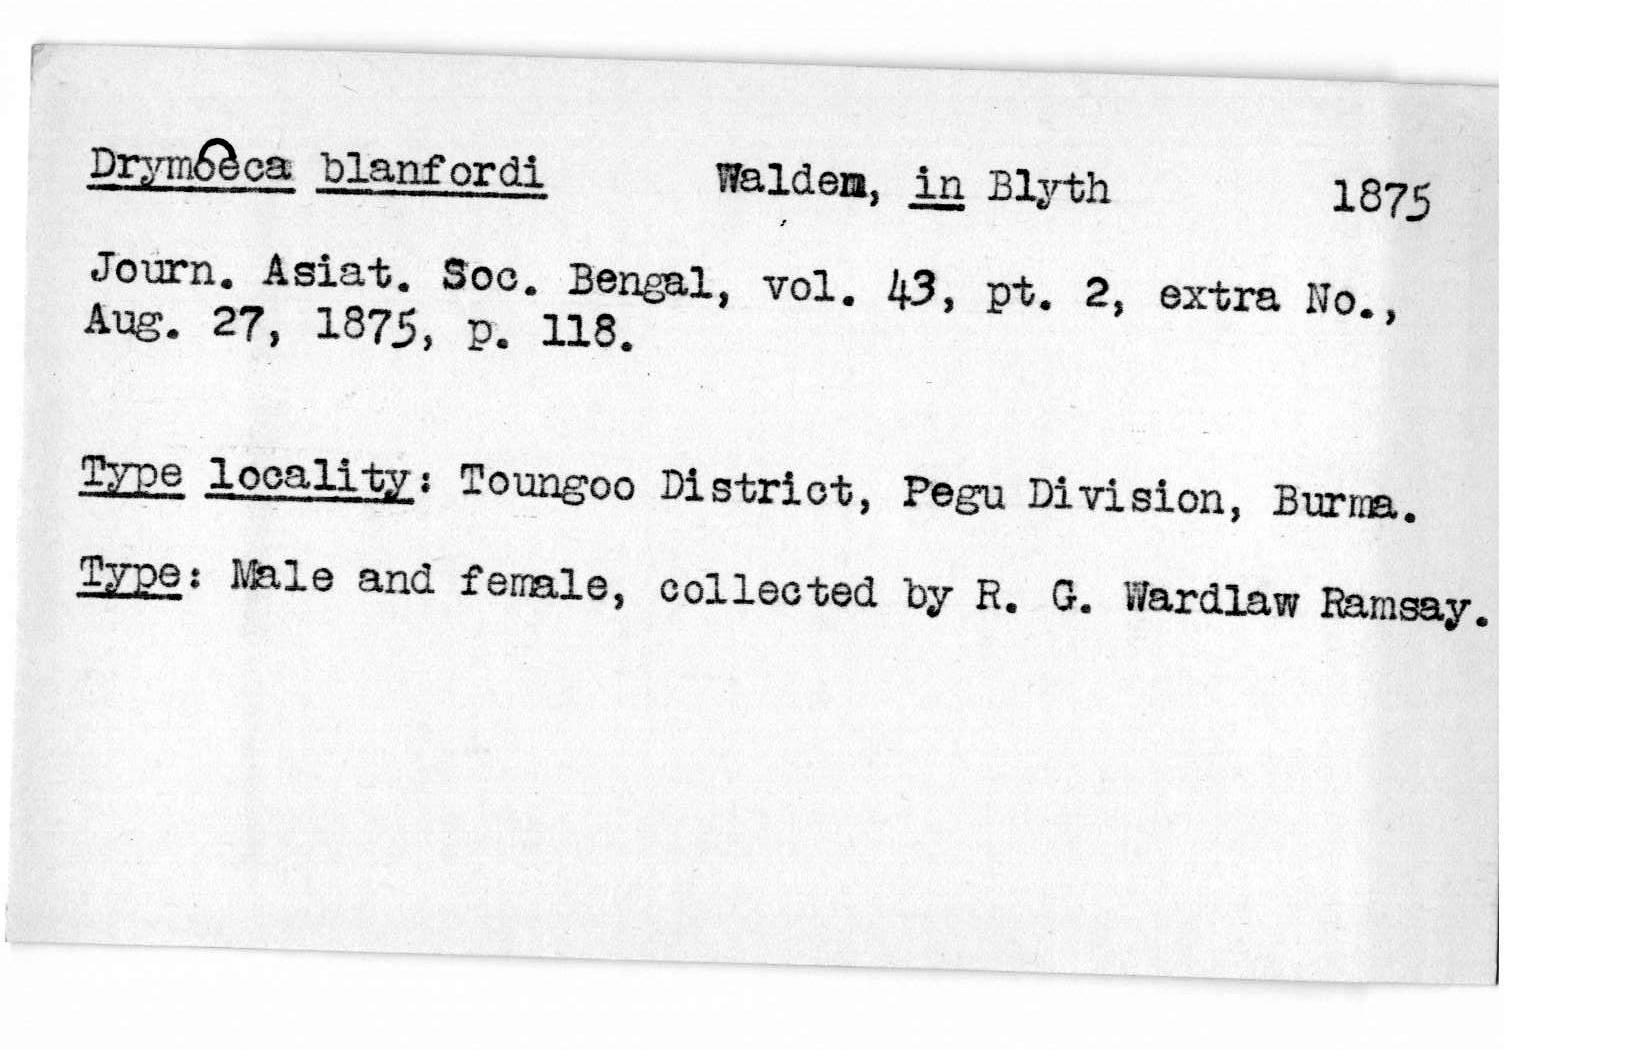 Drymoeca blanfordi Walden, in Blyth 1875
Journ. Asiat. Soc. Bengal, vol. 43, pt. 2, extra No.,
Aug. 27, 1875, p. 118.
Type locality: Toungoo District, Pegu Division, Burma.
Type: Male and female, collected by R. G. Wardlaw Ramsay.